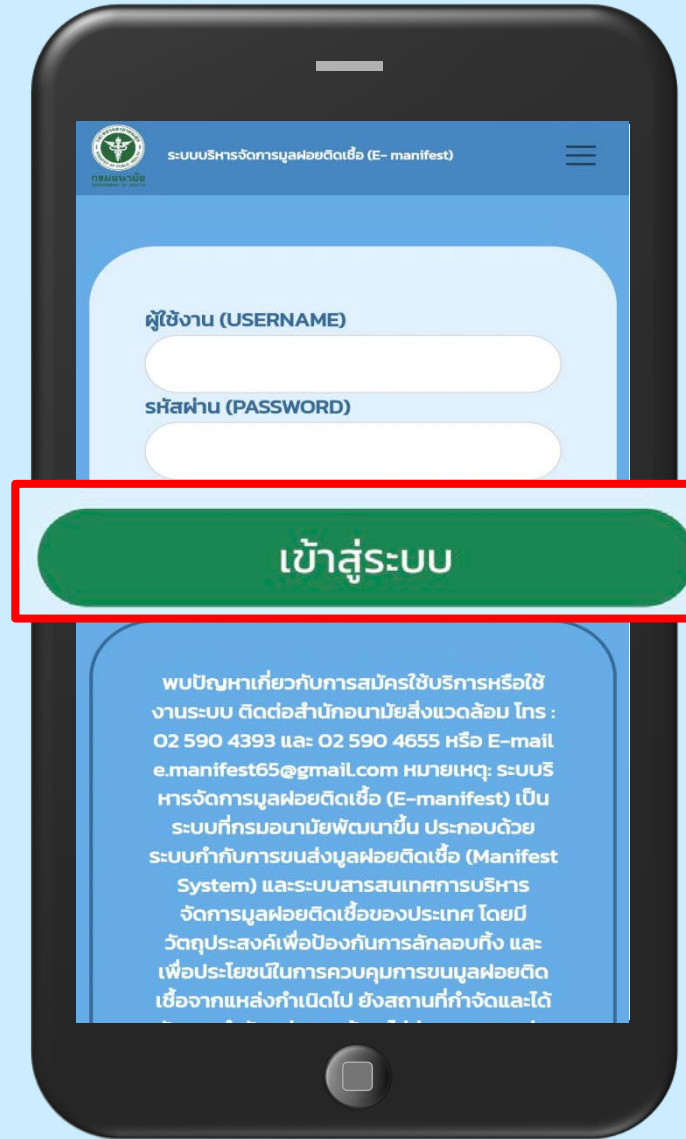 กรมอนามัย
ระบบบริหารจัดการมูลฝอยติดเชื้อ (E- manifest)
ผู้ใช้งาน (USERNAME)
รหัสผ่าน (PASSWORD)
เข้าสู่ระบบ
พบปัญหาเกี่ยวกับการสมัครใช้บริการหรือใช้
งานระบบ ติดต่อสำนักอนามัยสิ่งแวดล้อม โทร :
02 590 4393 และ 02 590 4655 หรือ E-mail
e.manifest65@gmail.com หมายเหตุ: ระบบริ
หารจัดการมูลฝอยติดเชื้อ (E-manifest) เป็น
ระบบที่กรมอนามัยพัฒนาขึ้น ประกอบด้วย
ระบบกำกับการขนส่งมูลฝอยติดเชื้อ (Manifest
System) และระบบสารสนเทศการบริหาร
จัดการมูลฝอยติดเชื้อของประเทศ โดยมี
วัตถุประสงค์เพื่อป้องกันการลักลอบทิ้ง และ
เพื่อประโยชน์ในการควบคุมการขนมูลฝอยติด
เชื้อจากแหล่งกำเนิดไป ยังสถานที่กำจัดและได้